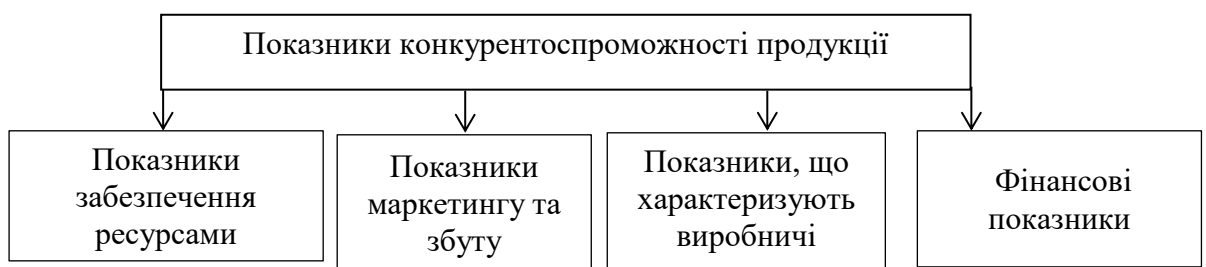 Показники конкурентоспроможності продукції
Показники
забезпечення
ресурсами
Показники
маркетингу та
збуту
Показники, що
характеризують
виробничі
Фінансові
показники